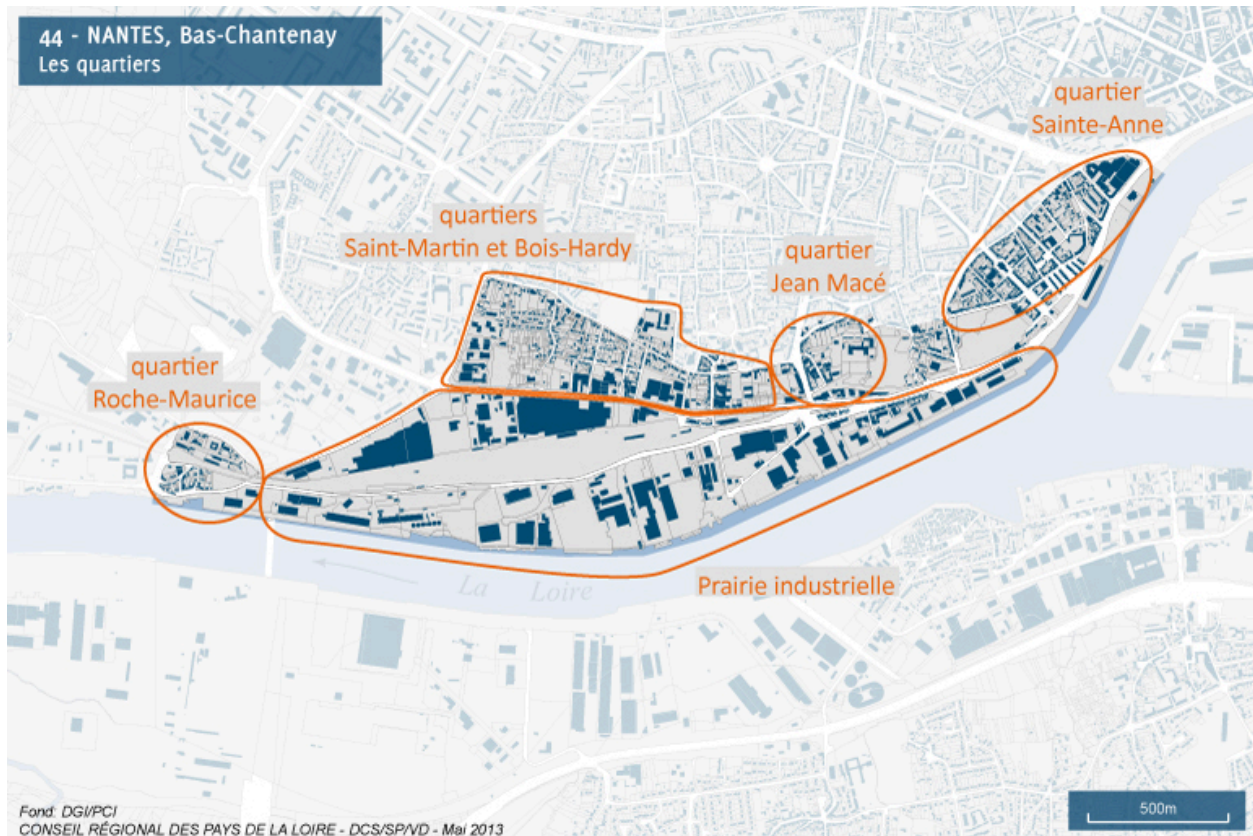 44 - NANTES, Bas-Chantenay
Les quartiers
quartier
Sainte-Anne
quartiers
Saint-Martin et Bois-Hardy
quartier
Jean Macé
quartier
Roche-Maurice
Prairie industrielle
La Loire
Fond: DGI/PCI
CONSEIL RÉGIONAL DES PAYS DE LA LOIRE - DCS/SP/VD - Mai 2013
500m